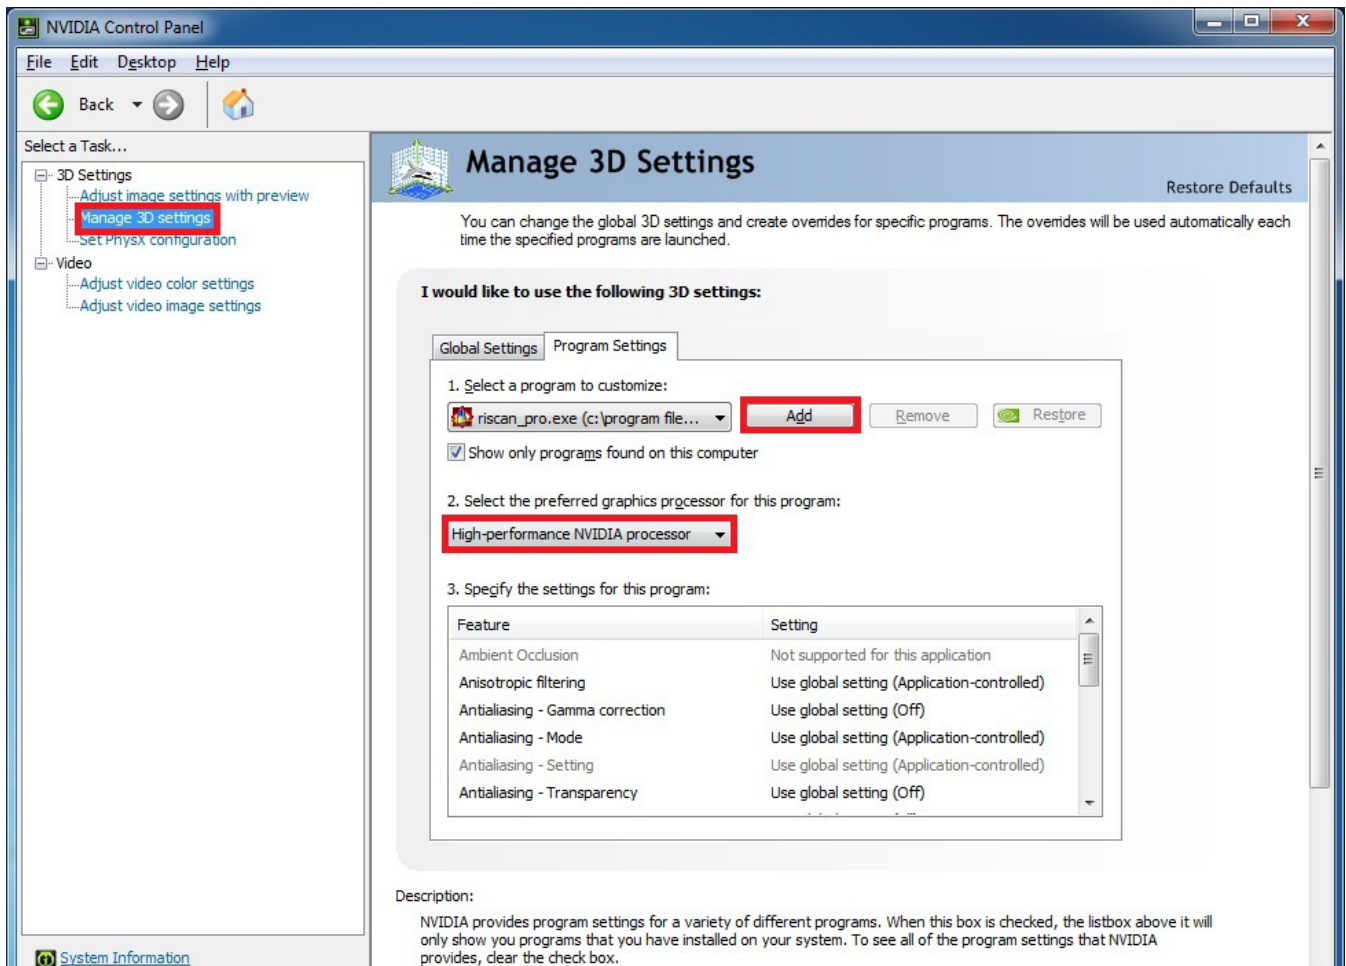 NVIDIA Control Panel
File Edit Desktop Help
Back
Select a Task...
3D Settings
Adjust image settings with preview
Manage 3D settings
Set PhysX configuration
Video
Adjust video color settings
Adjust video image settings
System Information
Manage 3D Settings
Restore Defaults
You can change the global 3D settings and create overrides for specific programs. The overrides will be used automatically each
time the specified programs are launched.
I would like to use the following 3D settings:
Global Settings Program Settings
1. Select a program to customize:
riscan_pro.exe (c:\program file... Add Remove Restore
Show only programs found on this computer
2. Select the preferred graphics processor for this program:
High-performance NVIDIA processor
3. Specify the settings for this program:
Feature Setting
Ambient Occlusion Not supported for this application
Anisotropic filtering Use global setting (Application-controlled)
Antialiasing - Gamma correction Use global setting (Off)
Antialiasing - Mode Use global setting (Application-controlled)
Antialiasing - Setting Use global setting (Application-controlled)
Antialiasing - Transparency Use global setting (Off)
Description:
NVIDIA provides program settings for a variety of different programs. When this box is checked, the listbox above it will
only show you programs that you have installed on your system. To see all of the program settings that NVIDIA
provides, clear the check box.